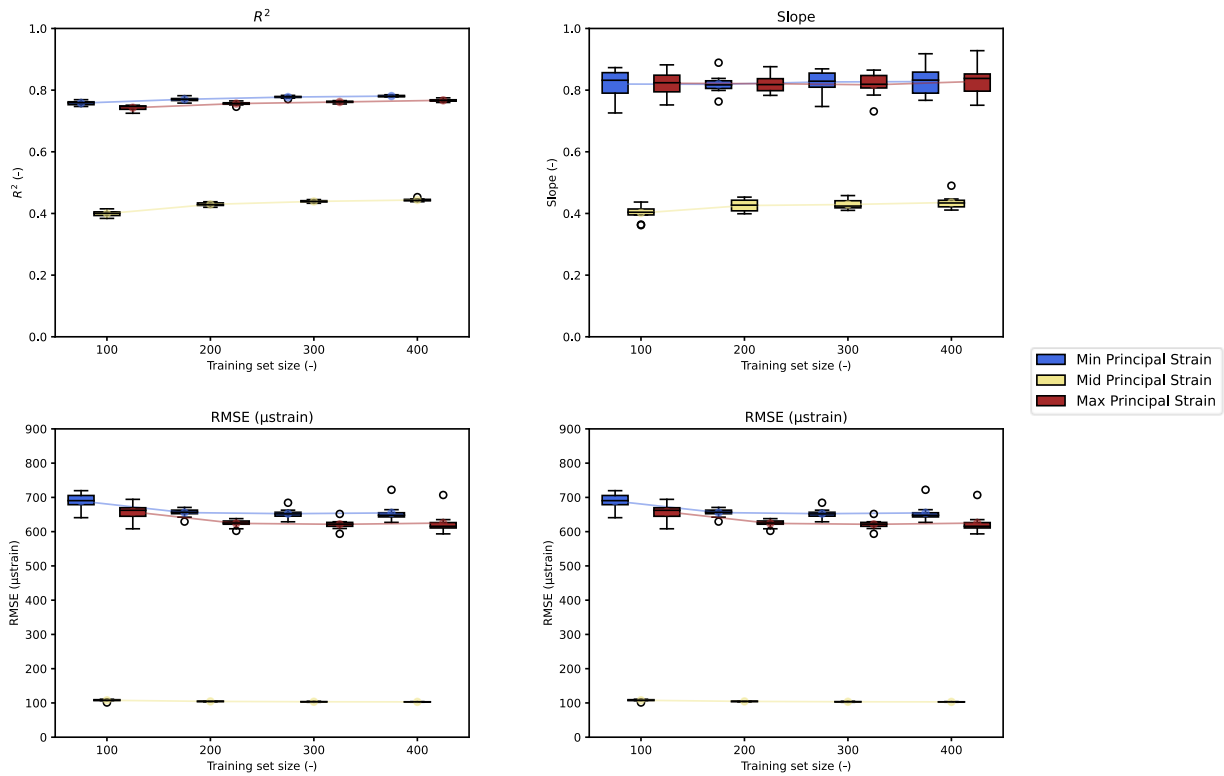 R²
1.0
0.8
0.6
0.4
0.2
0.0
R² (–)
100 200 300 400
Training set size (–)
Slope
1.0
0.8
0.6
0.4
0.2
0.0
Slope (–)
100 200 300 400
Training set size (–)
Min Principal Strain
Mid Principal Strain
Max Principal Strain
RMSE (μstrain)
900
800
700
600
500
400
300
200
100
0
RMSE (μstrain)
100 200 300 400
Training set size (–)
RMSE (μstrain)
900
800
700
600
500
400
300
200
100
0
RMSE (μstrain)
100 200 300 400
Training set size (–)